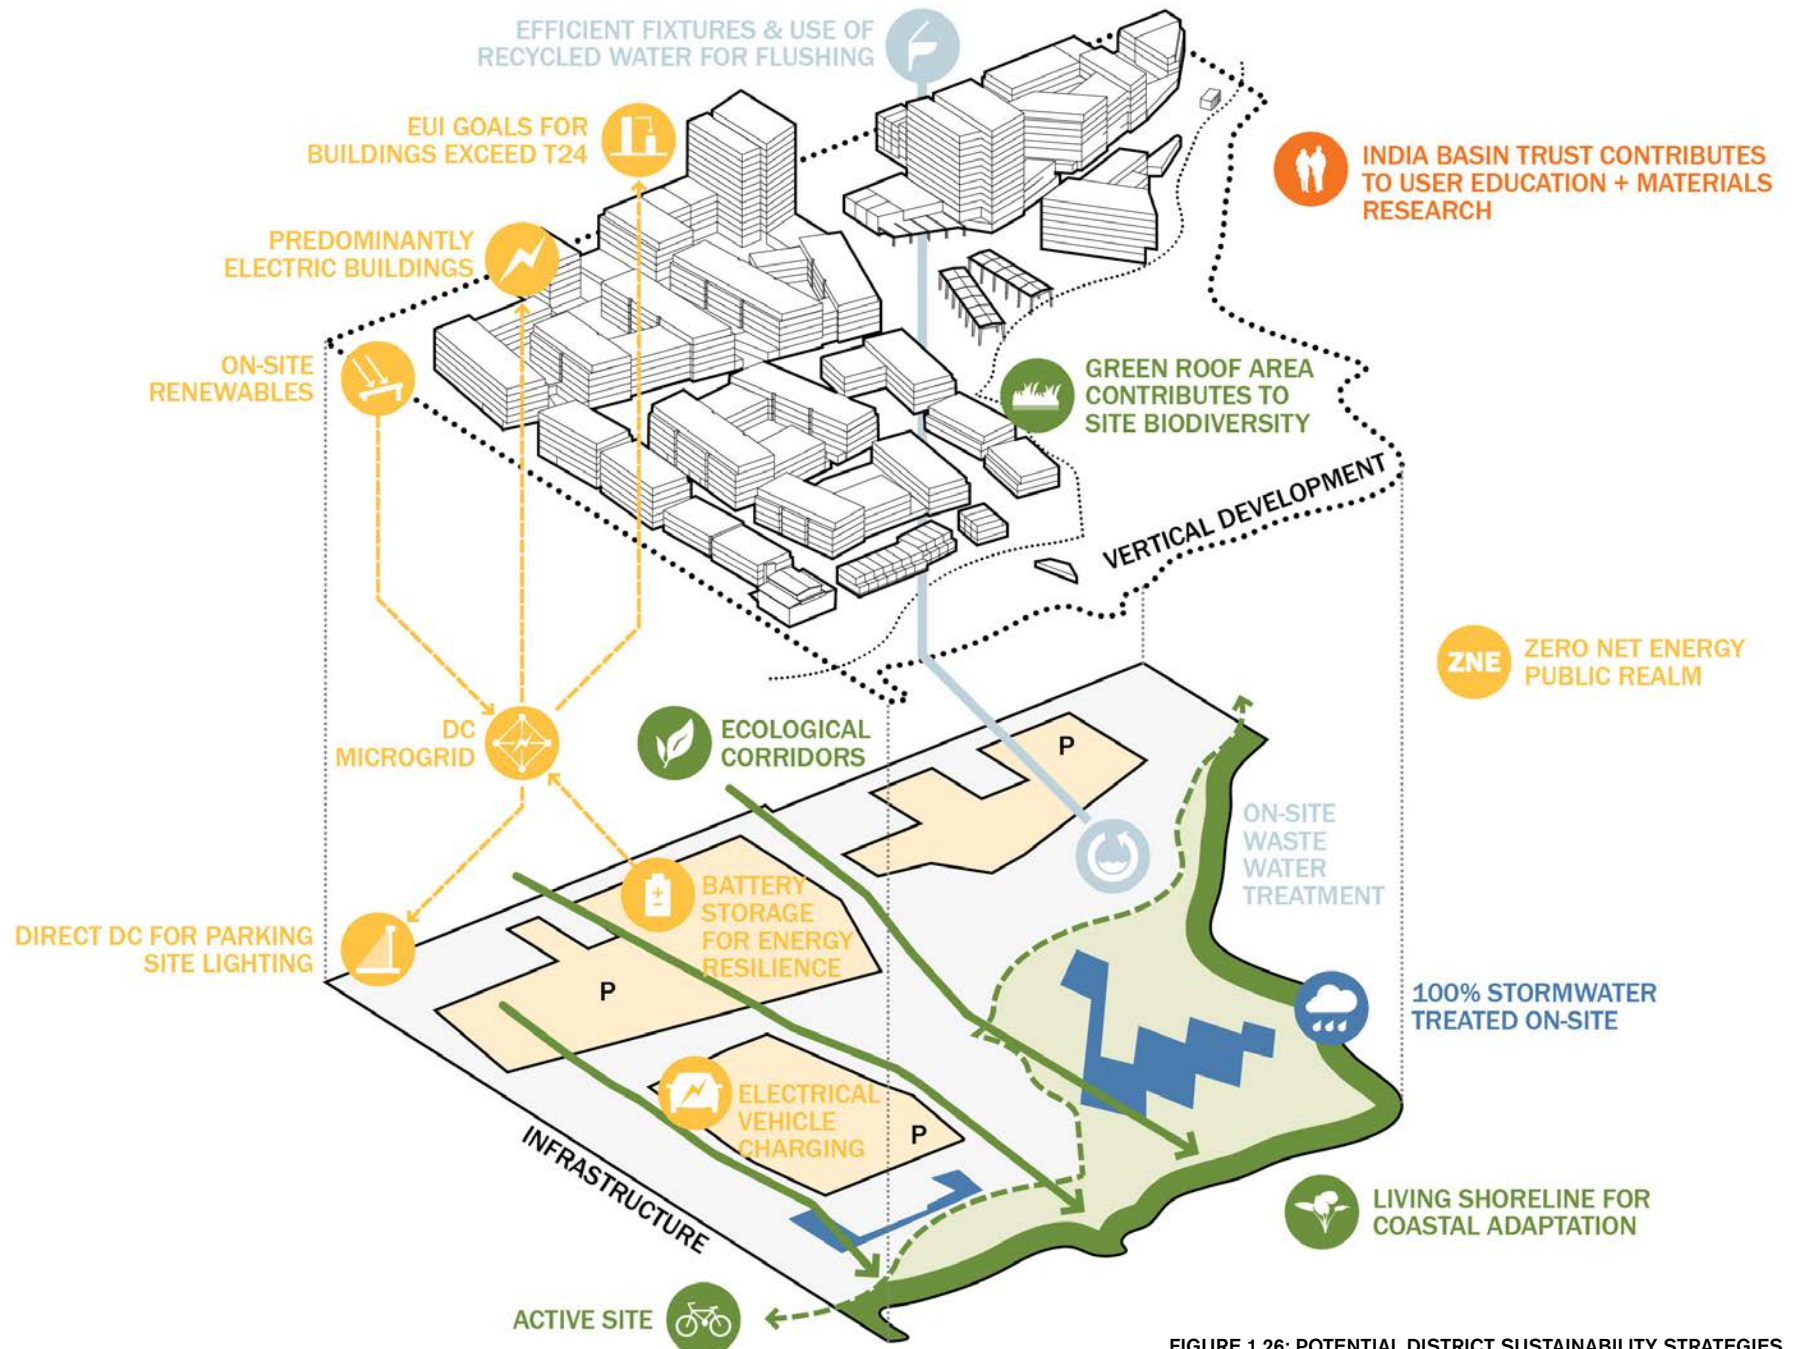 EFFICIENT FIXTURES & USE OF
RECYCLED WATER FOR FLUSHING
EUI GOALS FOR
BUILDINGS EXCEED T24
INDIA BASIN TRUST CONTRIBUTES
TO USER EDUCATION + MATERIALS
RESEARCH
PREDOMINANTLY
ELECTRIC BUILDINGS
ON-SITE
RENEWABLES
GREEN ROOF AREA
CONTRIBUTES TO
SITE BIODIVERSITY
VERTICAL DEVELOPMENT
ZNE
ZERO NET ENERGY
PUBLIC REALM
DC
MICROGRID
ECOLOGICAL
CORRIDORS
P
ON-SITE
WASTE
WATER
TREATMENT
BATTERY
STORAGE
FOR ENERGY
RESILIENCE
DIRECT DC FOR PARKING
SITE LIGHTING
P
100% STORMWATER
TREATED ON-SITE
ELECTRICAL
VEHICLE
CHARGING
P
INFRASTRUCTURE
LIVING SHORELINE FOR
COASTAL ADAPTATION
ACTIVE SITE
FIGURE 1.26: POTENTIAL DISTRICT SUSTAINABILITY STRATEGIES